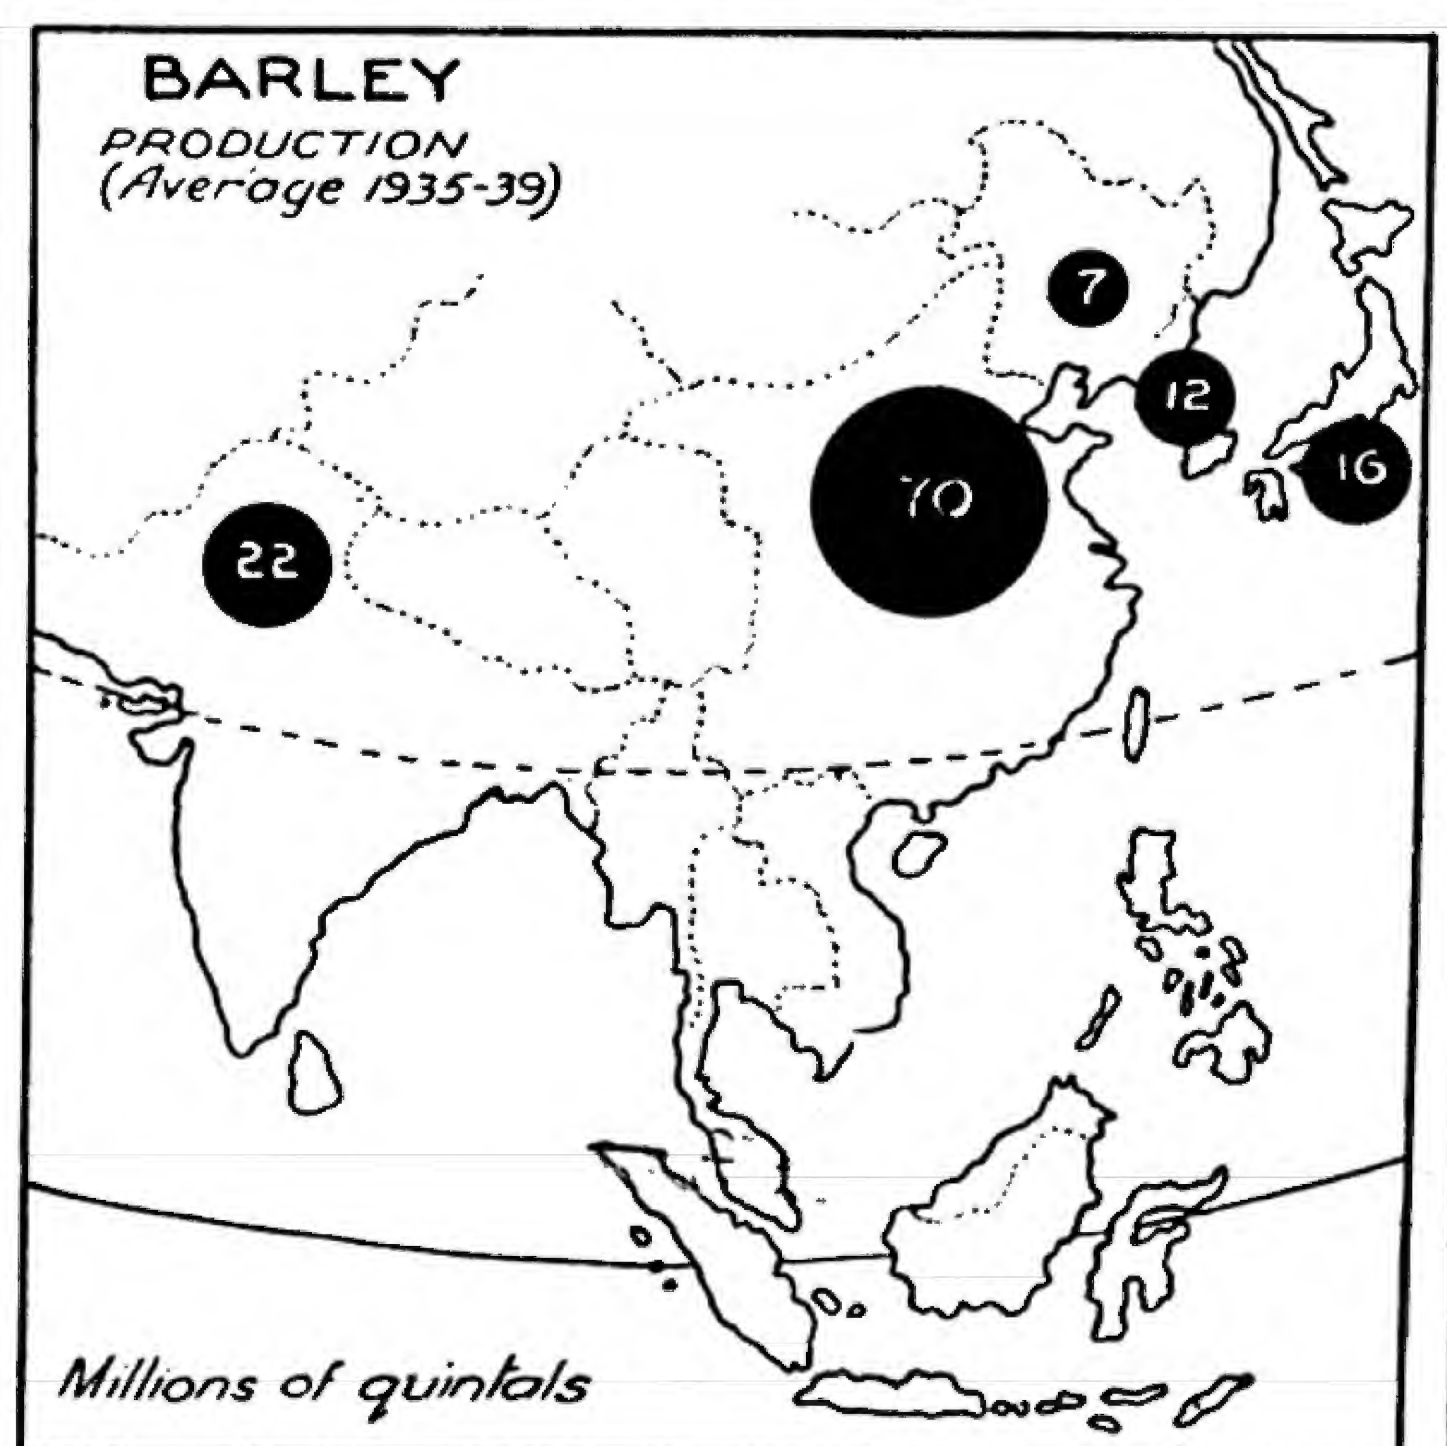 BARLEY
PRODUCTION
(Average 1935-39)
7
12
16
70
22
Millions of quintals